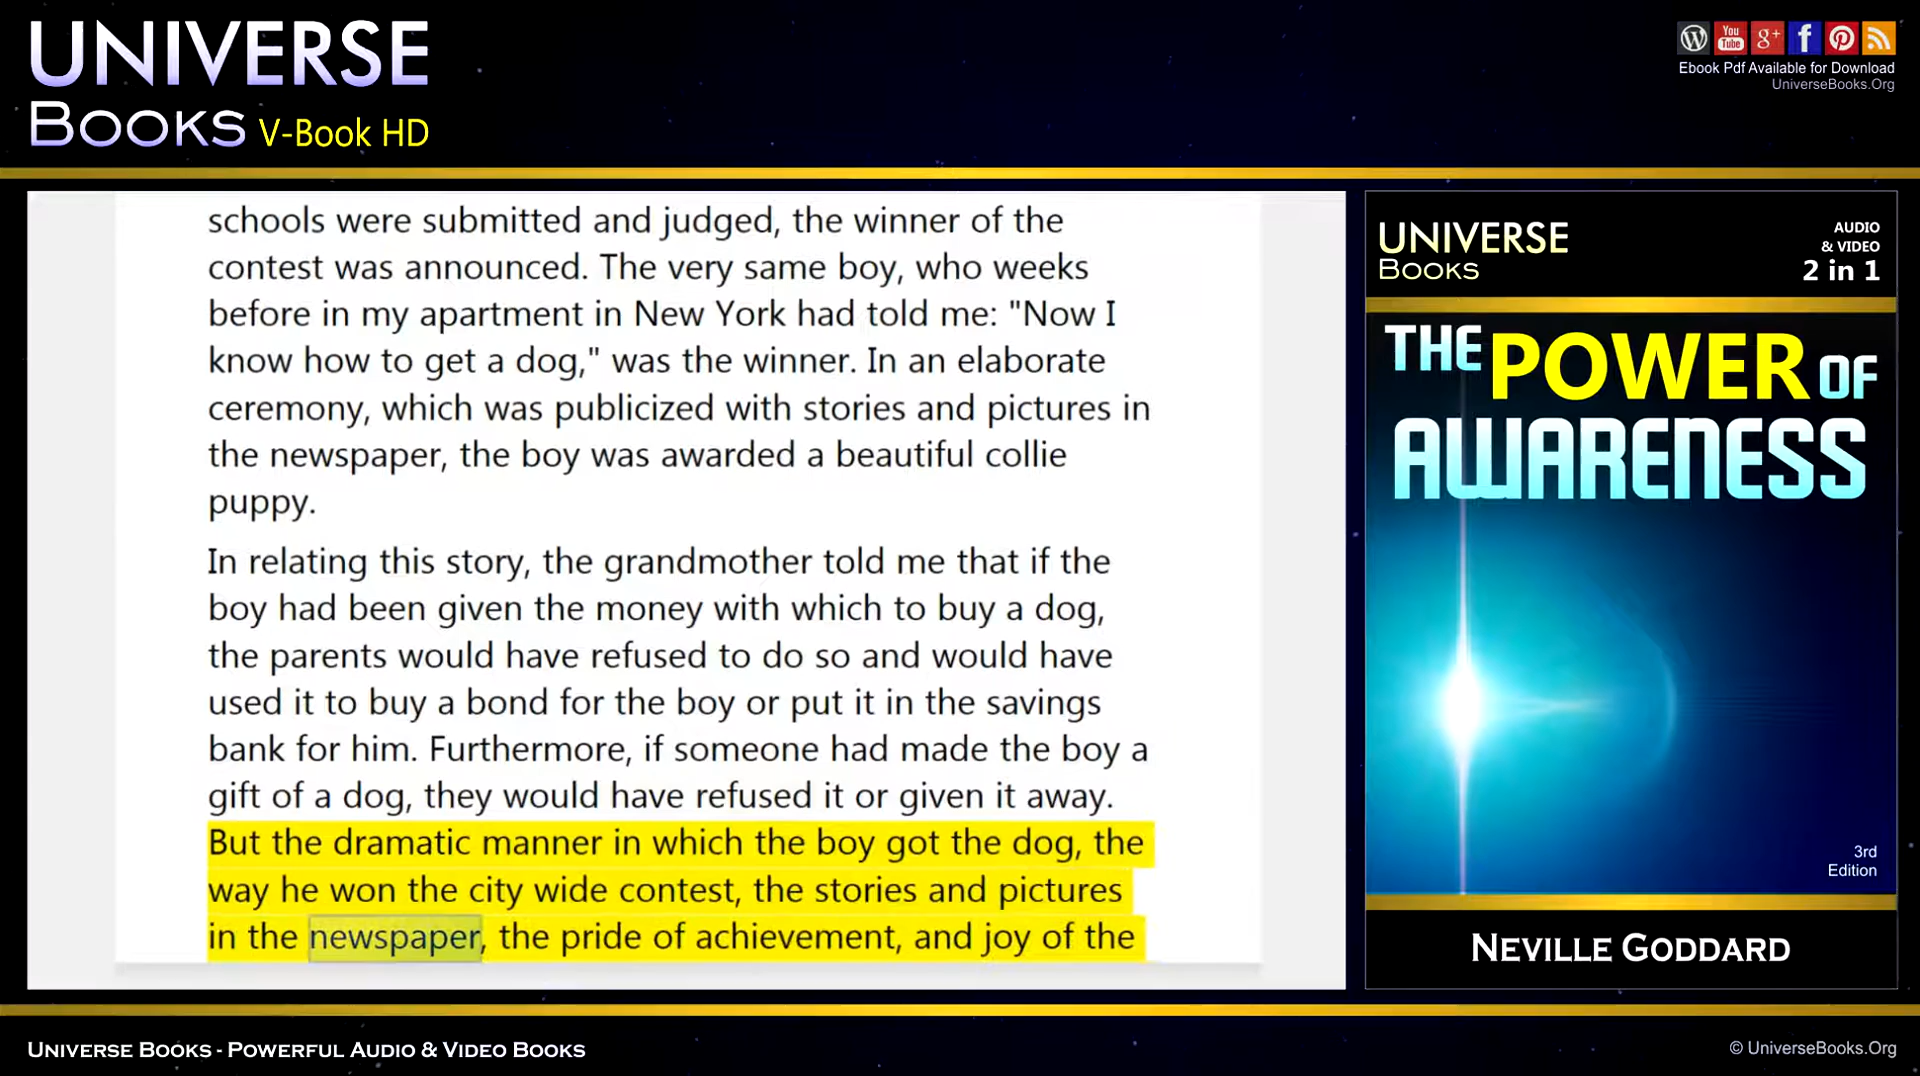 UNIVERSE
BOOKS V-Book HD
You
Tube
g+
Ebook Pdf Available for Download
UniverseBooks.Org
schools were submitted and judged, the winner of the
contest was announced. The very same boy, who weeks
before in my apartment in New York had told me: "Now I
know how to get a dog," was the winner. In an elaborate
ceremony, which was publicized with stories and pictures in
the newspaper, the boy was awarded a beautiful collie
puppy.
In relating this story, the grandmother told me that if the
boy had been given the money with which to buy a dog,
the parents would have refused to do so and would have
used it to buy a bond for the boy or put it in the savings
bank for him. Furthermore, if someone had made the boy a
gift of a dog, they would have refused it or given it away.
But the dramatic manner in which the boy got the dog, the
way he won the city wide contest, the stories and pictures
in the newspaper, the pride of achievement, and joy of the
UNIVERSE
BOOKS
AUDIO
& VIDEO
2 in 1
THE POWER OF
AWARENESS
3rd
Edition
NEVILLE GODDARD
UNIVERSE BOOKS - POWERFUL AUDIO & VIDEO BOOKS
© UniverseBooks.Org